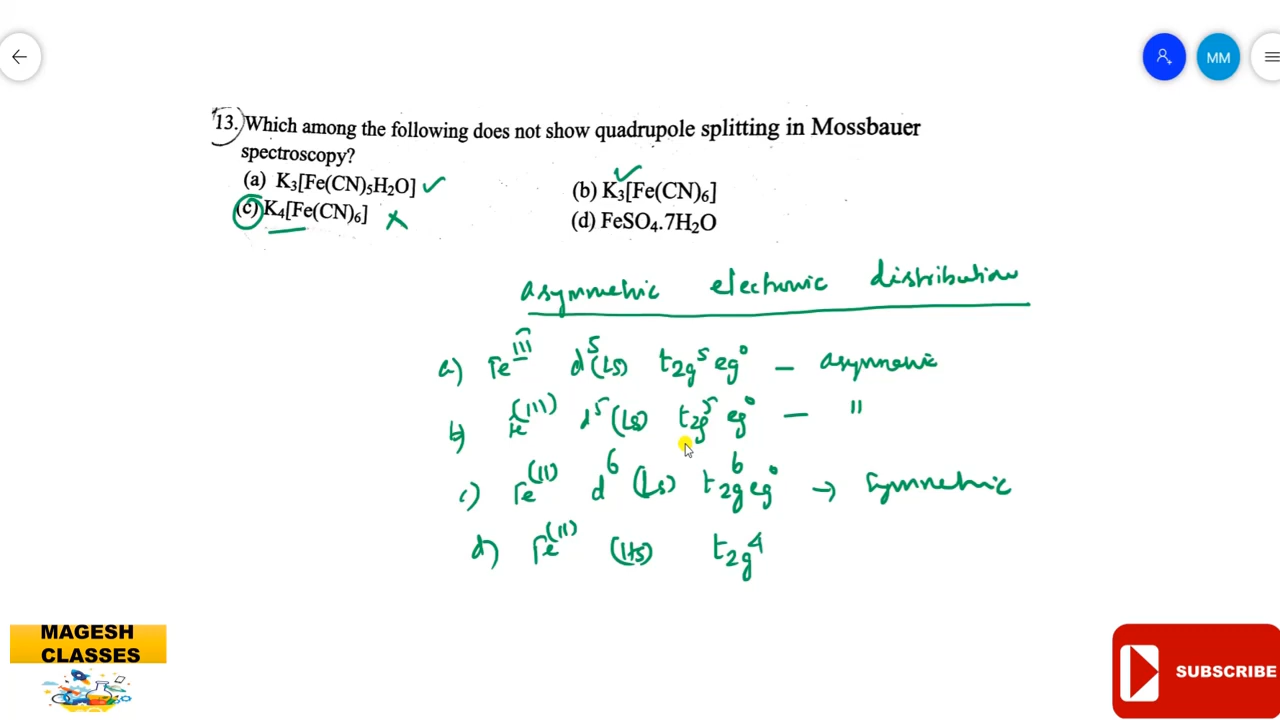 MM
13. Which among the following does not show quadrupole splitting in Mossbauer
spectroscopy?
(a) K₃[Fe(CN)₅H₂O] ✓
(b) K₃[Fe(CN)₆] ✓
(c) K₄[Fe(CN)₆] ✗
(d) FeSO₄.7H₂O
asymmetric electronic distribution
a) Fe^III d⁵(LS) t₂g⁵ eg⁰ – asymmetric
b) Fe^(III) d⁵(LS) t₂g⁵ eg⁰ – "
c) Fe^(II) d⁶ (LS) t₂g⁶ eg⁰ → Symmetric
d) Fe^(II) (HS) t₂g⁴
MAGESH
CLASSES
SUBSCRIBE